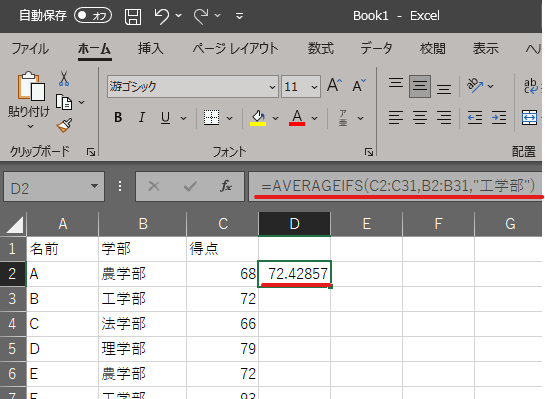 自動保存 オフ Book1 - Excel
ファイル ホーム 挿入 ページ レイアウト 数式 データ 校閲 表示 ヘルプ
貼り付け 游ゴシック 11 A A ab
B I U A ア亜
クリップボード フォント 配置
D2 fx =AVERAGEIFS(C2:C31,B2:B31,"工学部")
A B C D E F G
1 名前 学部 得点
2 A 農学部 68 72.42857
3 B 工学部 72
4 C 法学部 66
5 D 理学部 79
6 E 農学部 72
7 F 工学部 93